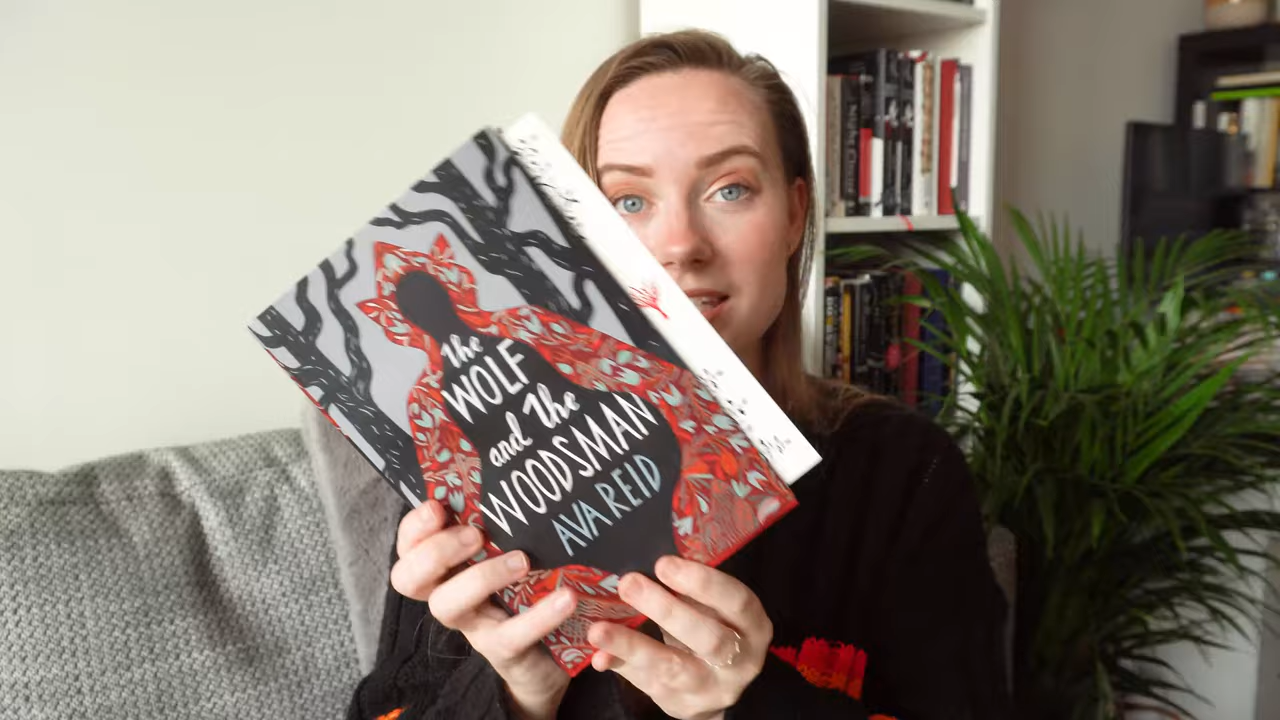 the
WOLF
and the
WOODSMAN
AVA REID